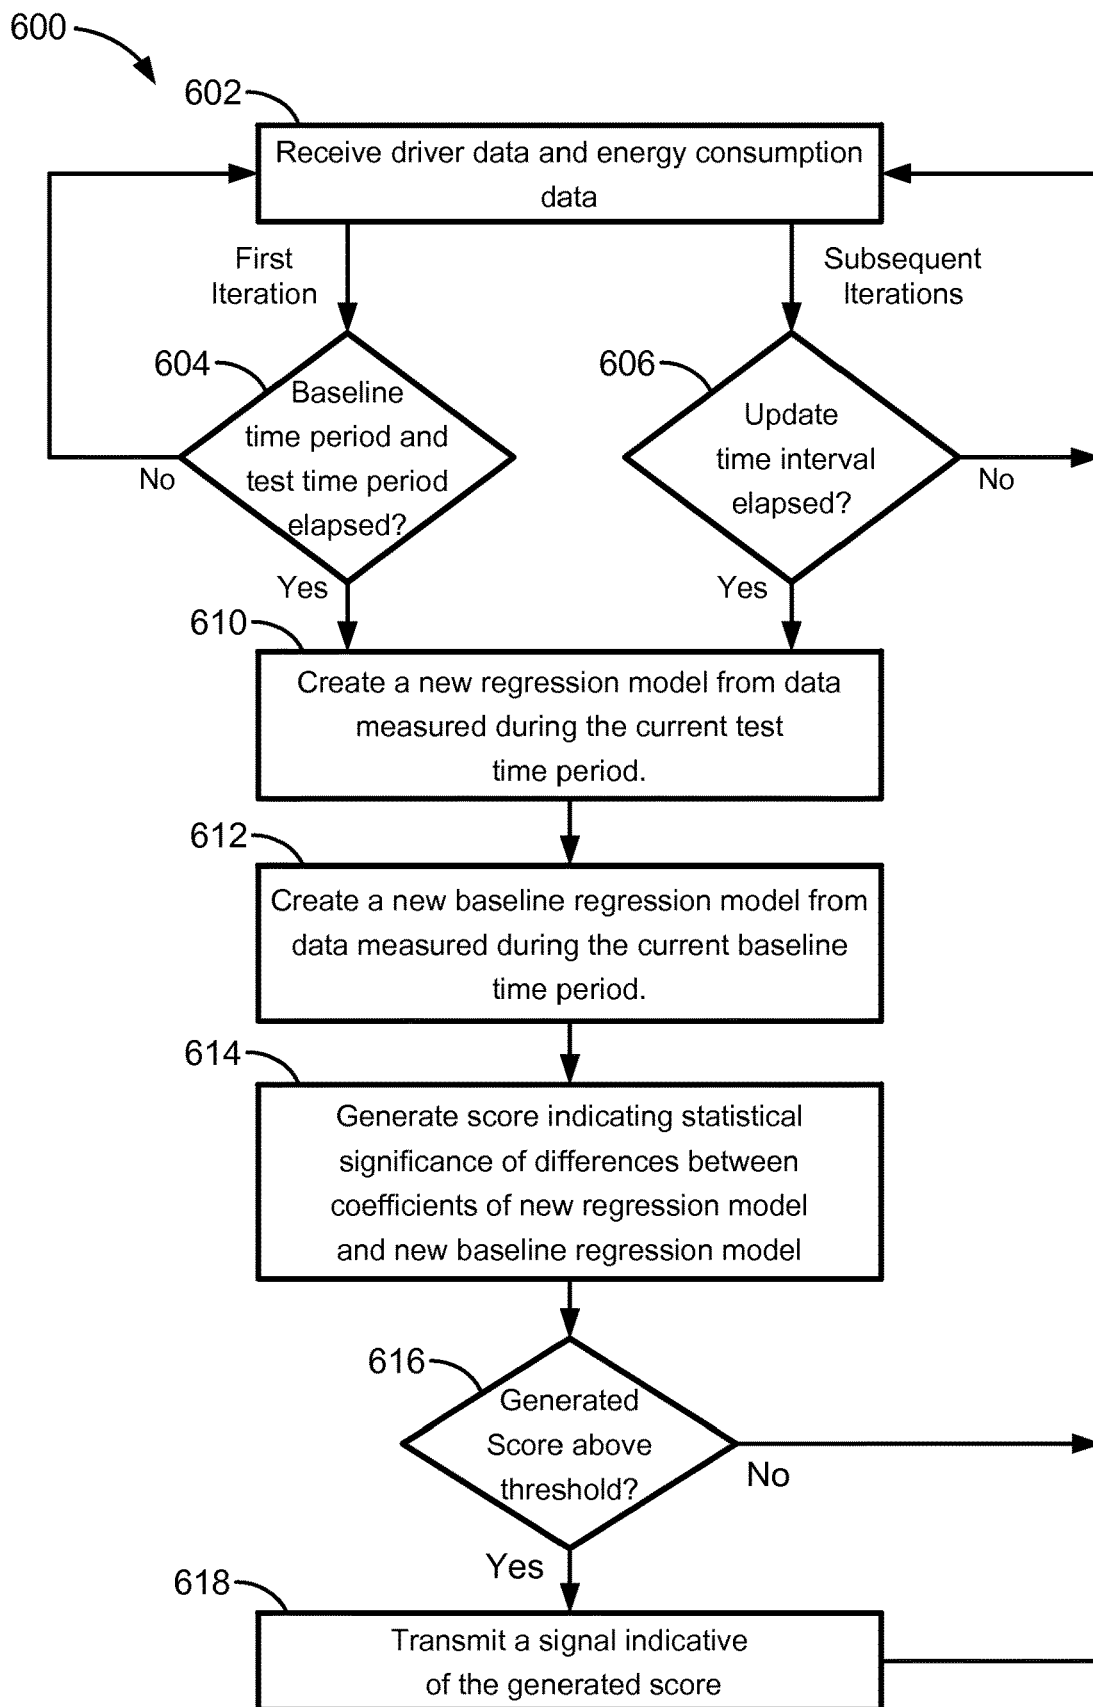 600
602
Receive driver data and energy consumption
data
First
Iteration
Subsequent
Iterations
604
Baseline
time period and
test time period
elapsed?
No
Yes
606
Update
time interval
elapsed?
No
Yes
610
Create a new regression model from data
measured during the current test
time period.
612
Create a new baseline regression model from
data measured during the current baseline
time period.
614
Generate score indicating statistical
significance of differences between
coefficients of new regression model
and new baseline regression model
616
Generated
Score above
threshold?
No
Yes
618
Transmit a signal indicative
of the generated score